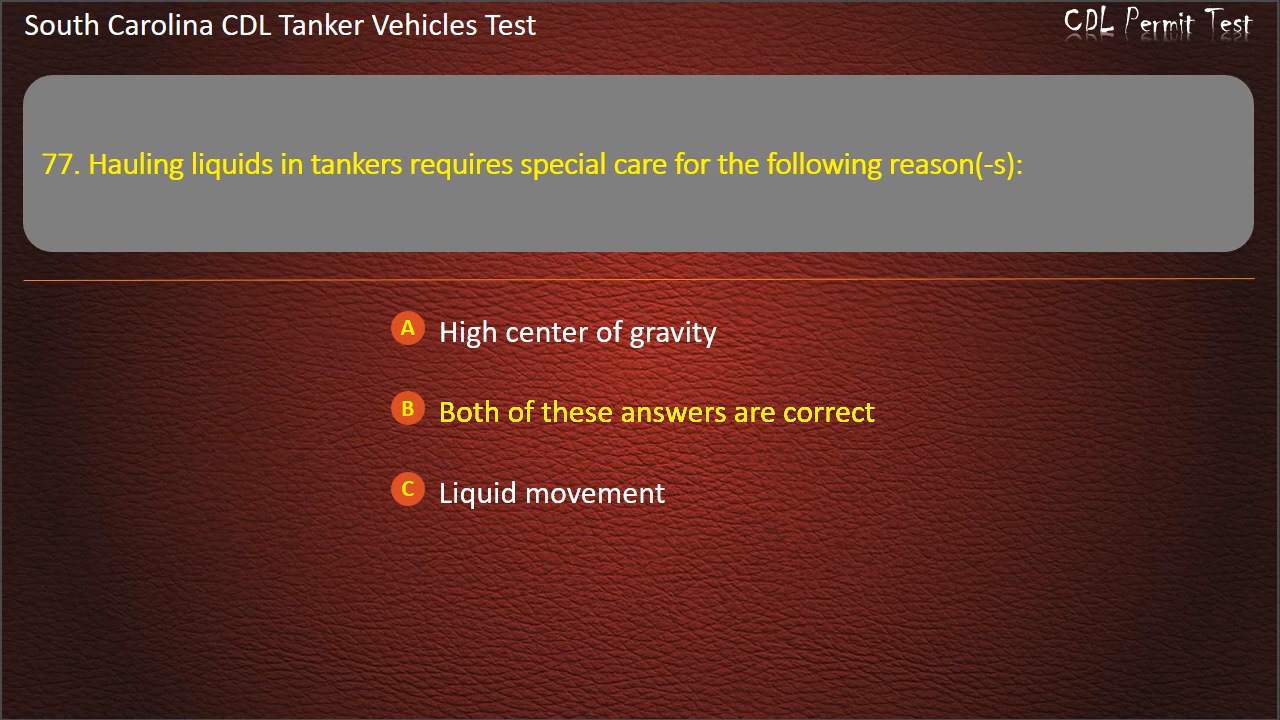 South Carolina CDL Tanker Vehicles Test
CDL Permit Test
77. Hauling liquids in tankers requires special care for the following reason(-s):
A High center of gravity
B Both of these answers are correct
C Liquid movement